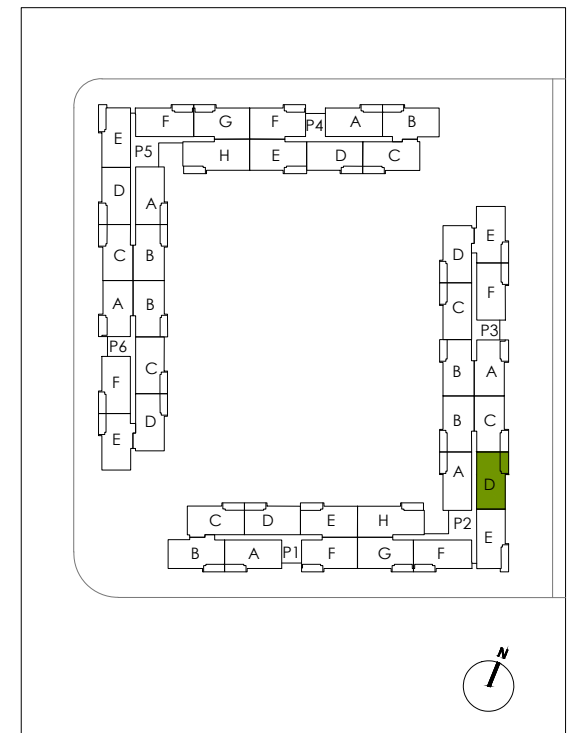 F G F P4 A B
E P5 H E D C
D A
C B
A B
P6 C
F D
E
E
D F
C P3
B A
B C
A D
P2 E
C D E H
B A P1 F G F
N